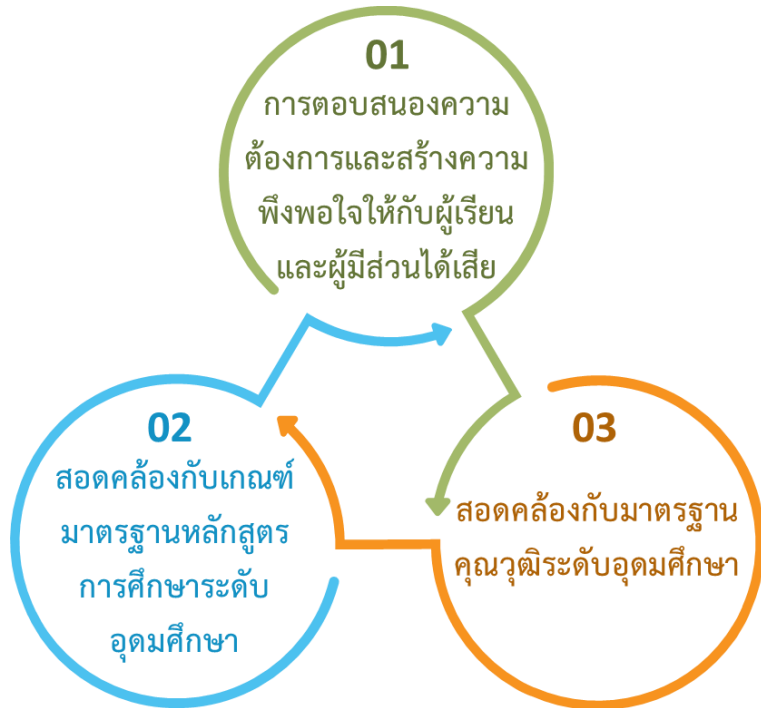 01
การตอบสนองความ
ต้องการและสร้างความ
พึงพอใจให้กับผู้เรียน
และผู้มีส่วนได้เสีย
02
สอดคล้องกับเกณฑ์
มาตรฐานหลักสูตร
การศึกษาระดับ
อุดมศึกษา
03
สอดคล้องกับมาตรฐาน
คุณวุฒิระดับอุดมศึกษา